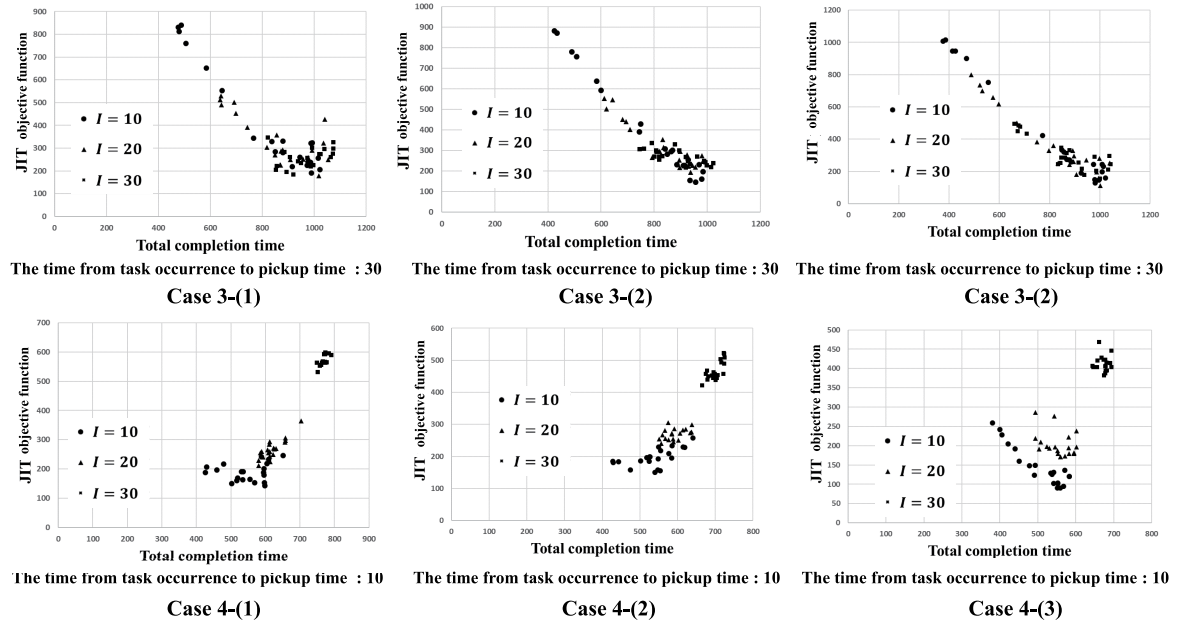 900
800
700
600
500
400
300
200
100
0
0 200 400 600 800 1000 1200
JIT objective function
I = 10
I = 20
I = 30
Total completion time
The time from task occurrence to pickup time : 30
Case 3-(1)
1000
900
800
700
600
500
400
300
200
100
0
0 200 400 600 800 1000 1200
JIT objective function
I = 10
I = 20
I = 30
Total completion time
The time from task occurrence to pickup time : 30
Case 3-(2)
1200
1000
800
600
400
200
0
0 200 400 600 800 1000 1200
JIT objective function
I = 10
I = 20
I = 30
Total completion time
The time from task occurrence to pickup time : 30
Case 3-(2)
700
600
500
400
300
200
100
0
0 100 200 300 400 500 600 700 800 900
JIT objective function
I = 10
I = 20
I = 30
Total completion time
The time from task occurrence to pickup time : 10
Case 4-(1)
600
500
400
300
200
100
0
0 100 200 300 400 500 600 700 800
JIT objective function
I = 10
I = 20
I = 30
Total completion time
The time from task occurrence to pickup time : 10
Case 4-(2)
500
450
400
350
300
250
200
150
100
50
0
0 100 200 300 400 500 600 700 800
JIT objective function
I = 10
I = 20
I = 30
Total completion time
The time from task occurrence to pickup time : 10
Case 4-(3)